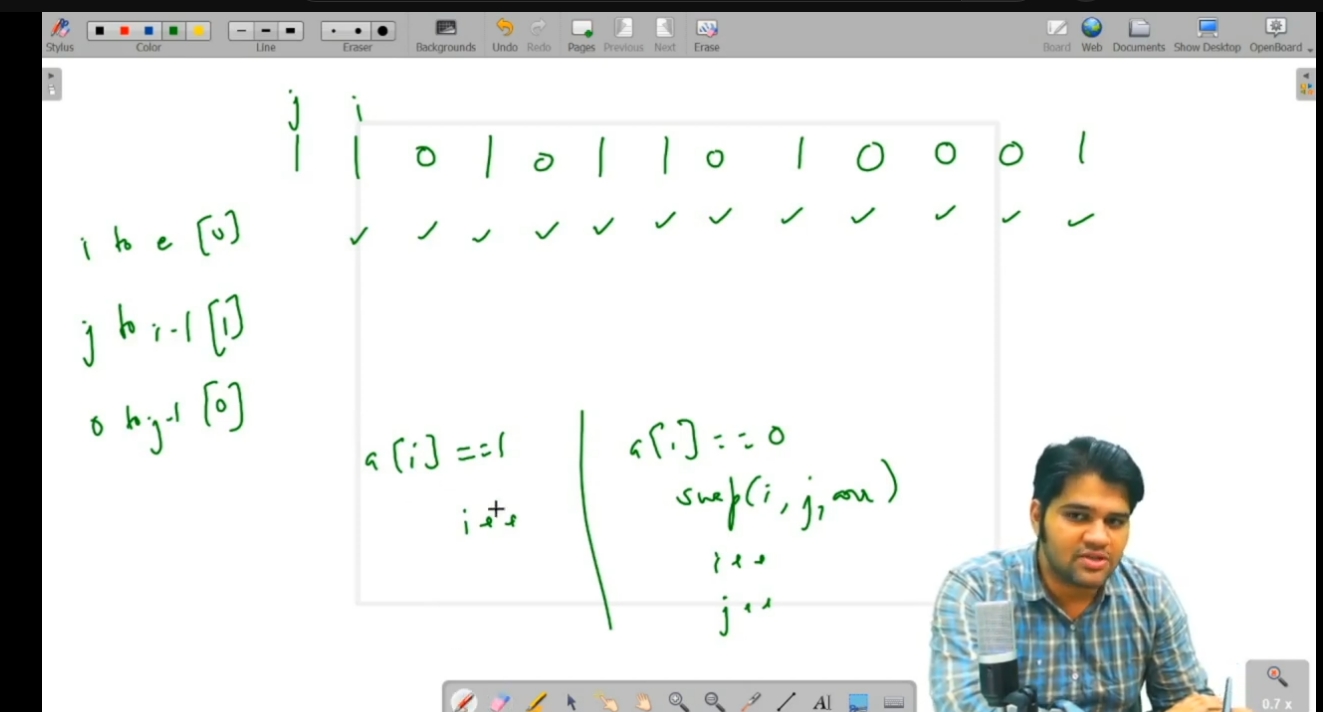 Stylus Color Line Eraser Backgrounds Undo Redo Pages Previous Next Erase Board Web Documents Show Desktop OpenBoard
j i
1 1 0 1 0 1 1 0 1 0 0 0 1
i to e [u]
j to i-1 [1]
0 to j-1 [0]
a[i] ==1
i++
a[i] == 0
swap(i, j, arr)
i++
j++
AI
0.7 x